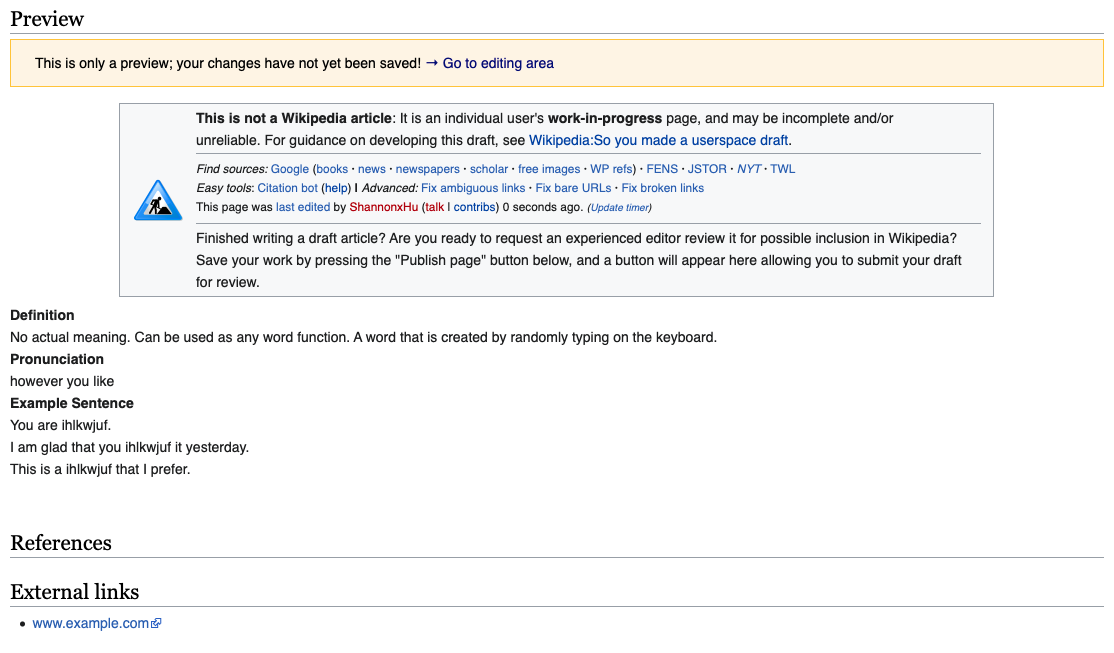 Preview
This is only a preview; your changes have not yet been saved! → Go to editing area
This is not a Wikipedia article: It is an individual user's work-in-progress page, and may be incomplete and/or
unreliable. For guidance on developing this draft, see Wikipedia:So you made a userspace draft.
Find sources: Google (books · news · newspapers · scholar · free images · WP refs) · FENS · JSTOR · NYT · TWL
Easy tools: Citation bot (help) | Advanced: Fix ambiguous links · Fix bare URLs · Fix broken links
This page was last edited by ShannonxHu (talk | contribs) 0 seconds ago. (Update timer)
Finished writing a draft article? Are you ready to request an experienced editor review it for possible inclusion in Wikipedia?
Save your work by pressing the "Publish page" button below, and a button will appear here allowing you to submit your draft
for review.
Definition
No actual meaning. Can be used as any word function. A word that is created by randomly typing on the keyboard.
Pronunciation
however you like
Example Sentence
You are ihlkwjuf.
I am glad that you ihlkwjuf it yesterday.
This is a ihlkwjuf that I prefer.
References
External links
• www.example.com